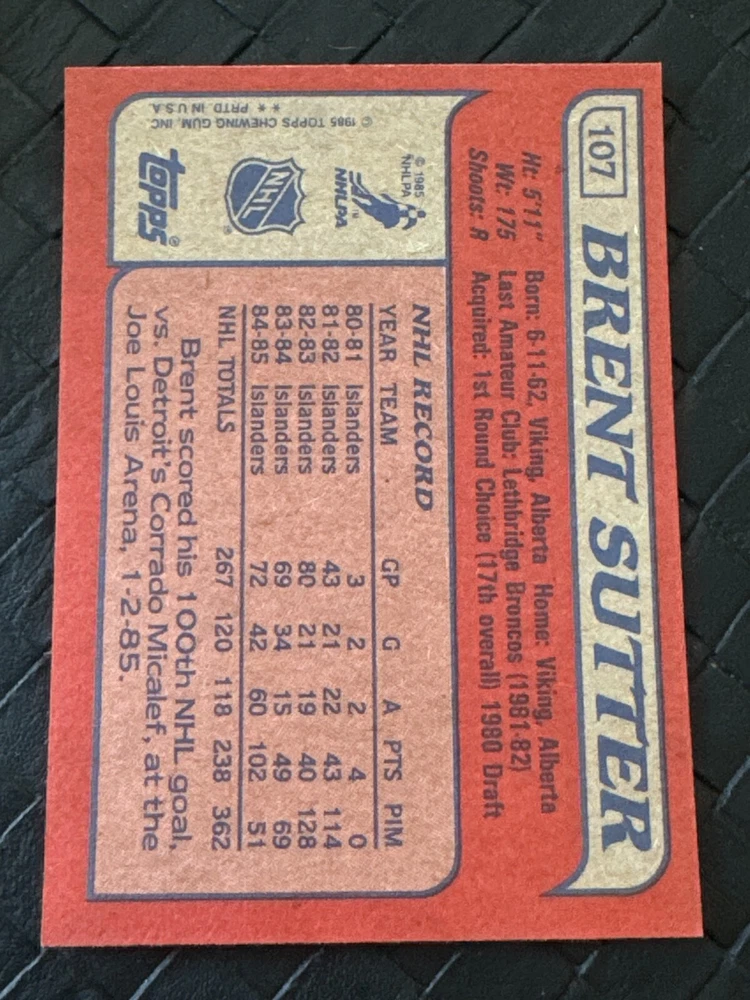 107
BRENT SUTTER
Ht: 5'11" Born: 6-11-62, Viking, Alberta Home: Viking, Alberta
Wt: 175 Last Amateur Club: Lethbridge Broncos (1981-82)
Shoots: R Acquired: 1st Round Choice (17th overall) 1980 Draft
NHL RECORD
YEAR TEAM GP G A PTS PIM
80-81 Islanders 3 2 2 4 0
81-82 Islanders 43 21 22 43 114
82-83 Islanders 80 21 19 40 128
83-84 Islanders 69 34 15 49 69
84-85 Islanders 72 42 60 102 51
NHL TOTALS 267 120 118 238 362
Brent scored his 100th NHL goal,
vs. Detroit's Corrado Micalef, at the
Joe Louis Arena, 1-2-85.
© 1985
NHLPA
NHLPA™
NHL®
topps®
© 1985 TOPPS CHEWING GUM, INC.
** PRTD. IN U.S.A.